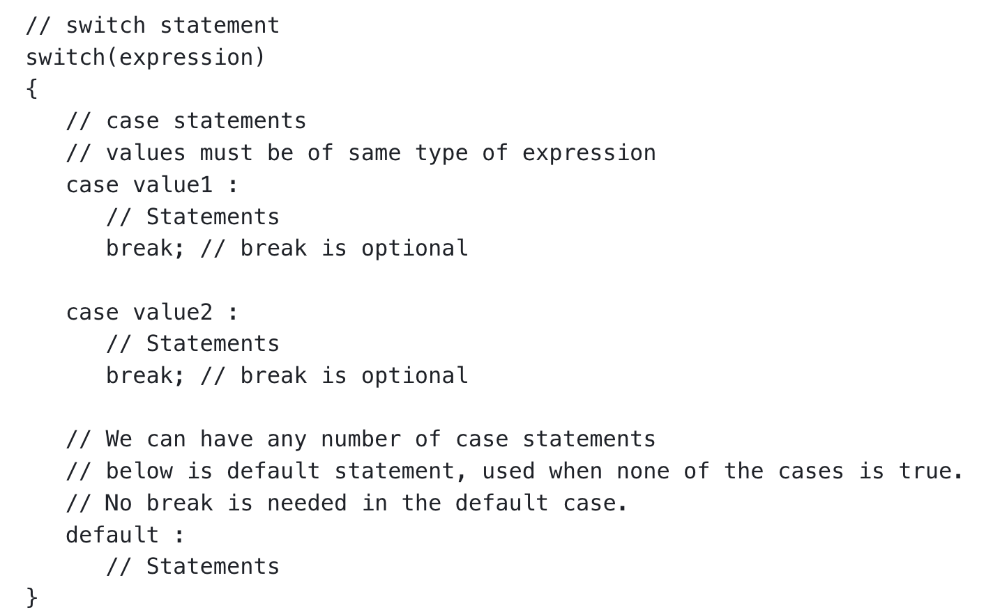 // switch statement
switch(expression)
{
   // case statements
   // values must be of same type of expression
   case value1 :
      // Statements
      break; // break is optional

   case value2 :
      // Statements
      break; // break is optional

   // We can have any number of case statements
   // below is default statement, used when none of the cases is true.
   // No break is needed in the default case.
   default :
      // Statements
}